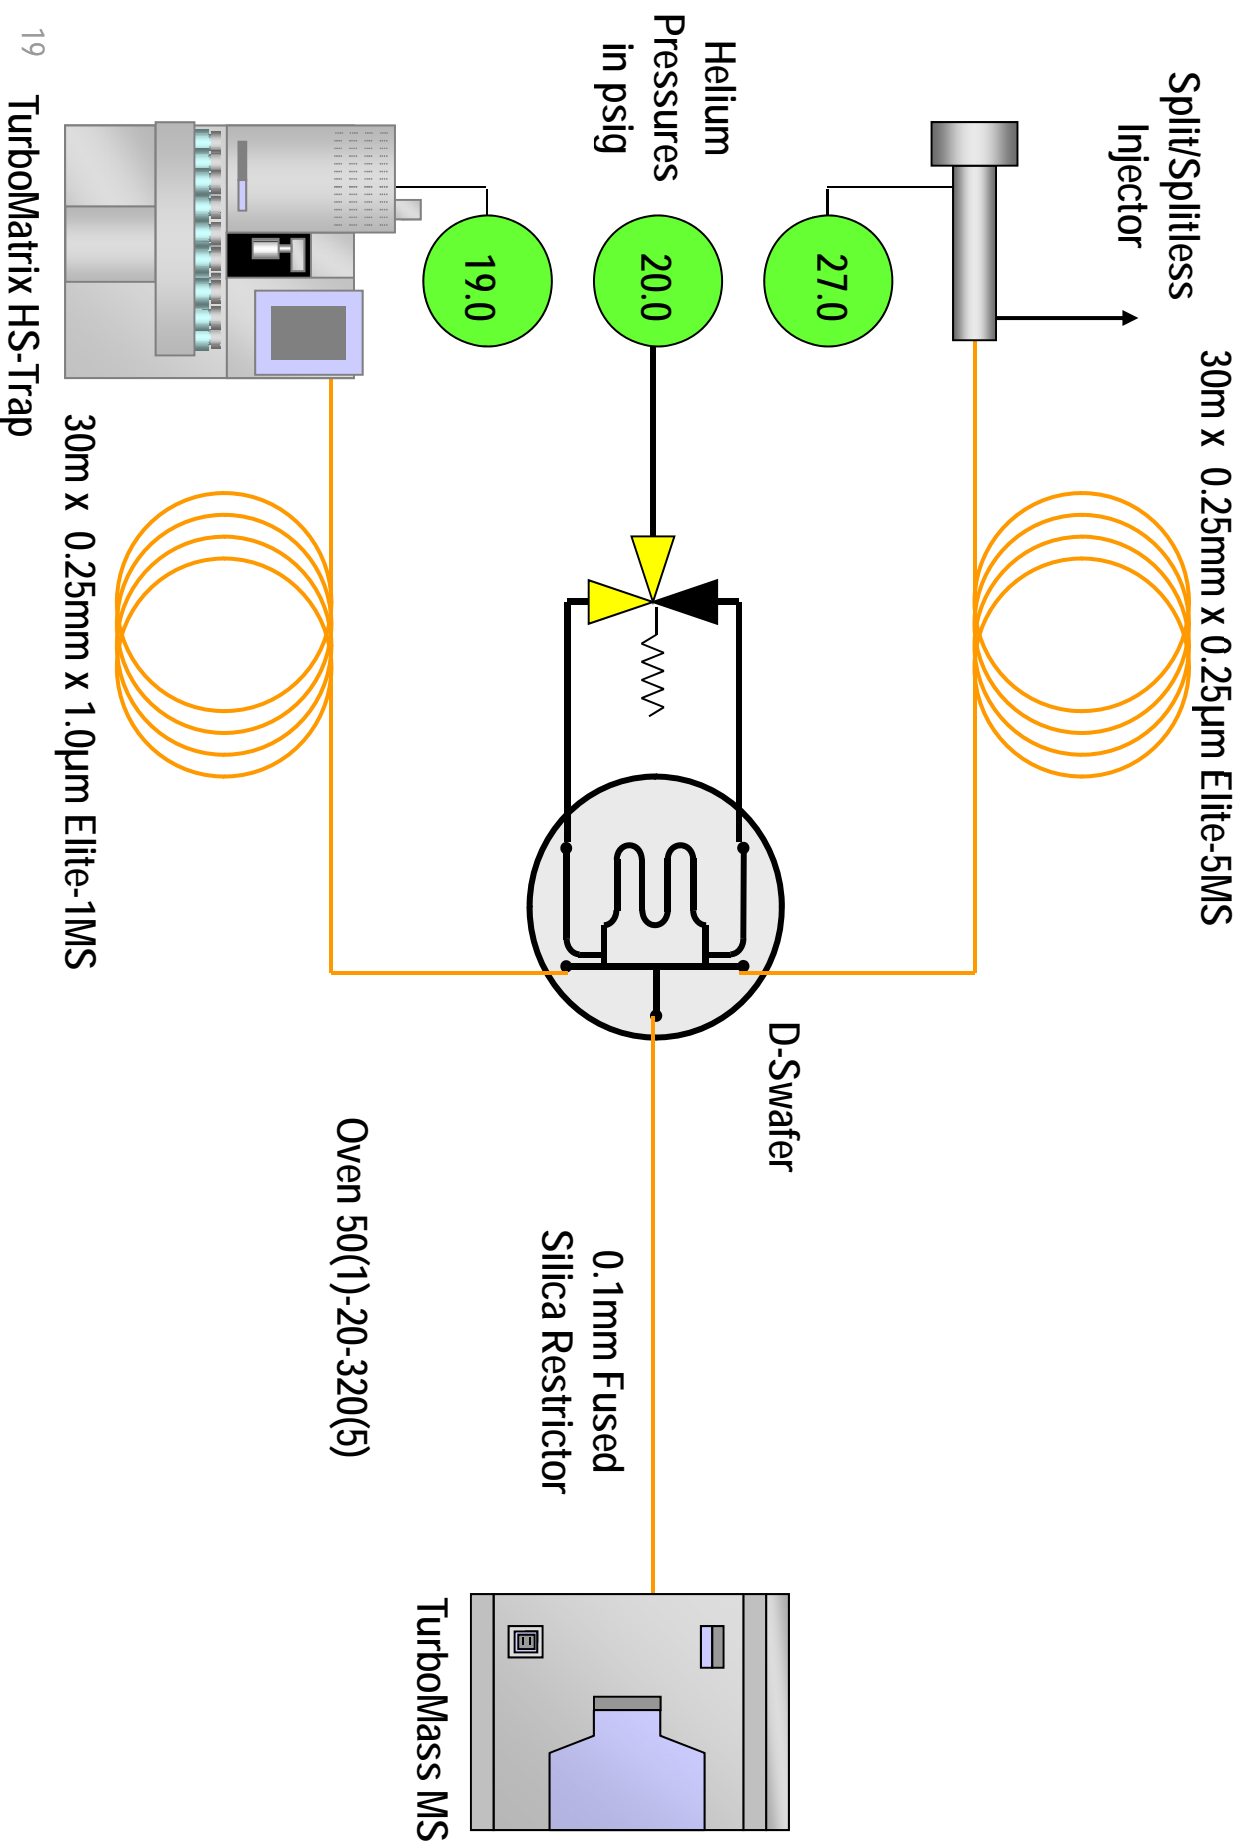 30m x 0.25mm x 0.25µm Elite-5MS
Split/Splitless
Injector
27.0
D-Swafer
Helium
Pressures
in psig
20.0
0.1mm Fused
Silica Restrictor
19.0
TurboMass MS
Oven 50(1)-20-320(5)
30m x 0.25mm x 1.0µm Elite-1MS
TurboMatrix HS-Trap
19